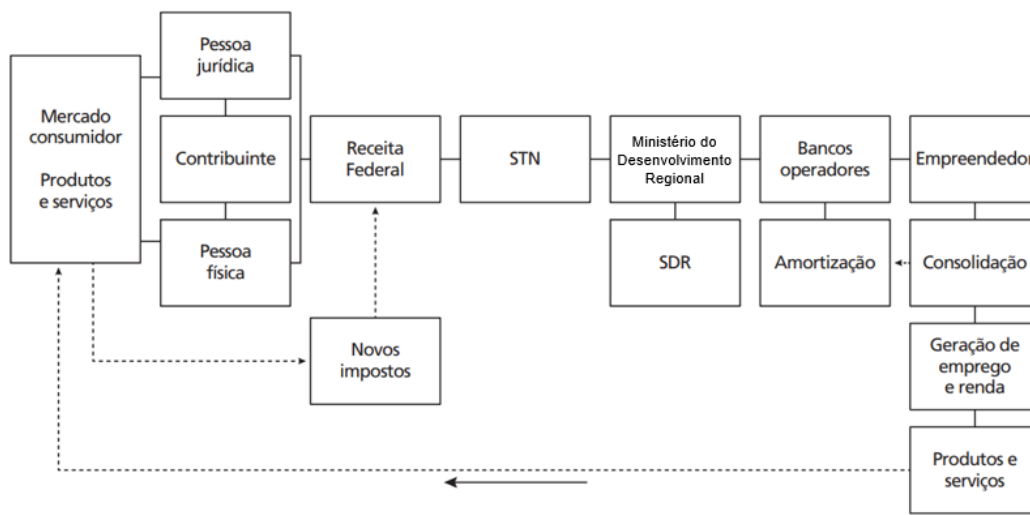 Pessoa
jurídica
Mercado
consumidor
Produtos
e serviços
Contribuinte
Pessoa
física
Receita
Federal
STN
Ministério do
Desenvolvimento
Regional
Bancos
operadores
Empreendedor
SDR
Amortização
Consolidação
Novos
impostos
Geração de
emprego
e renda
Produtos e
serviços